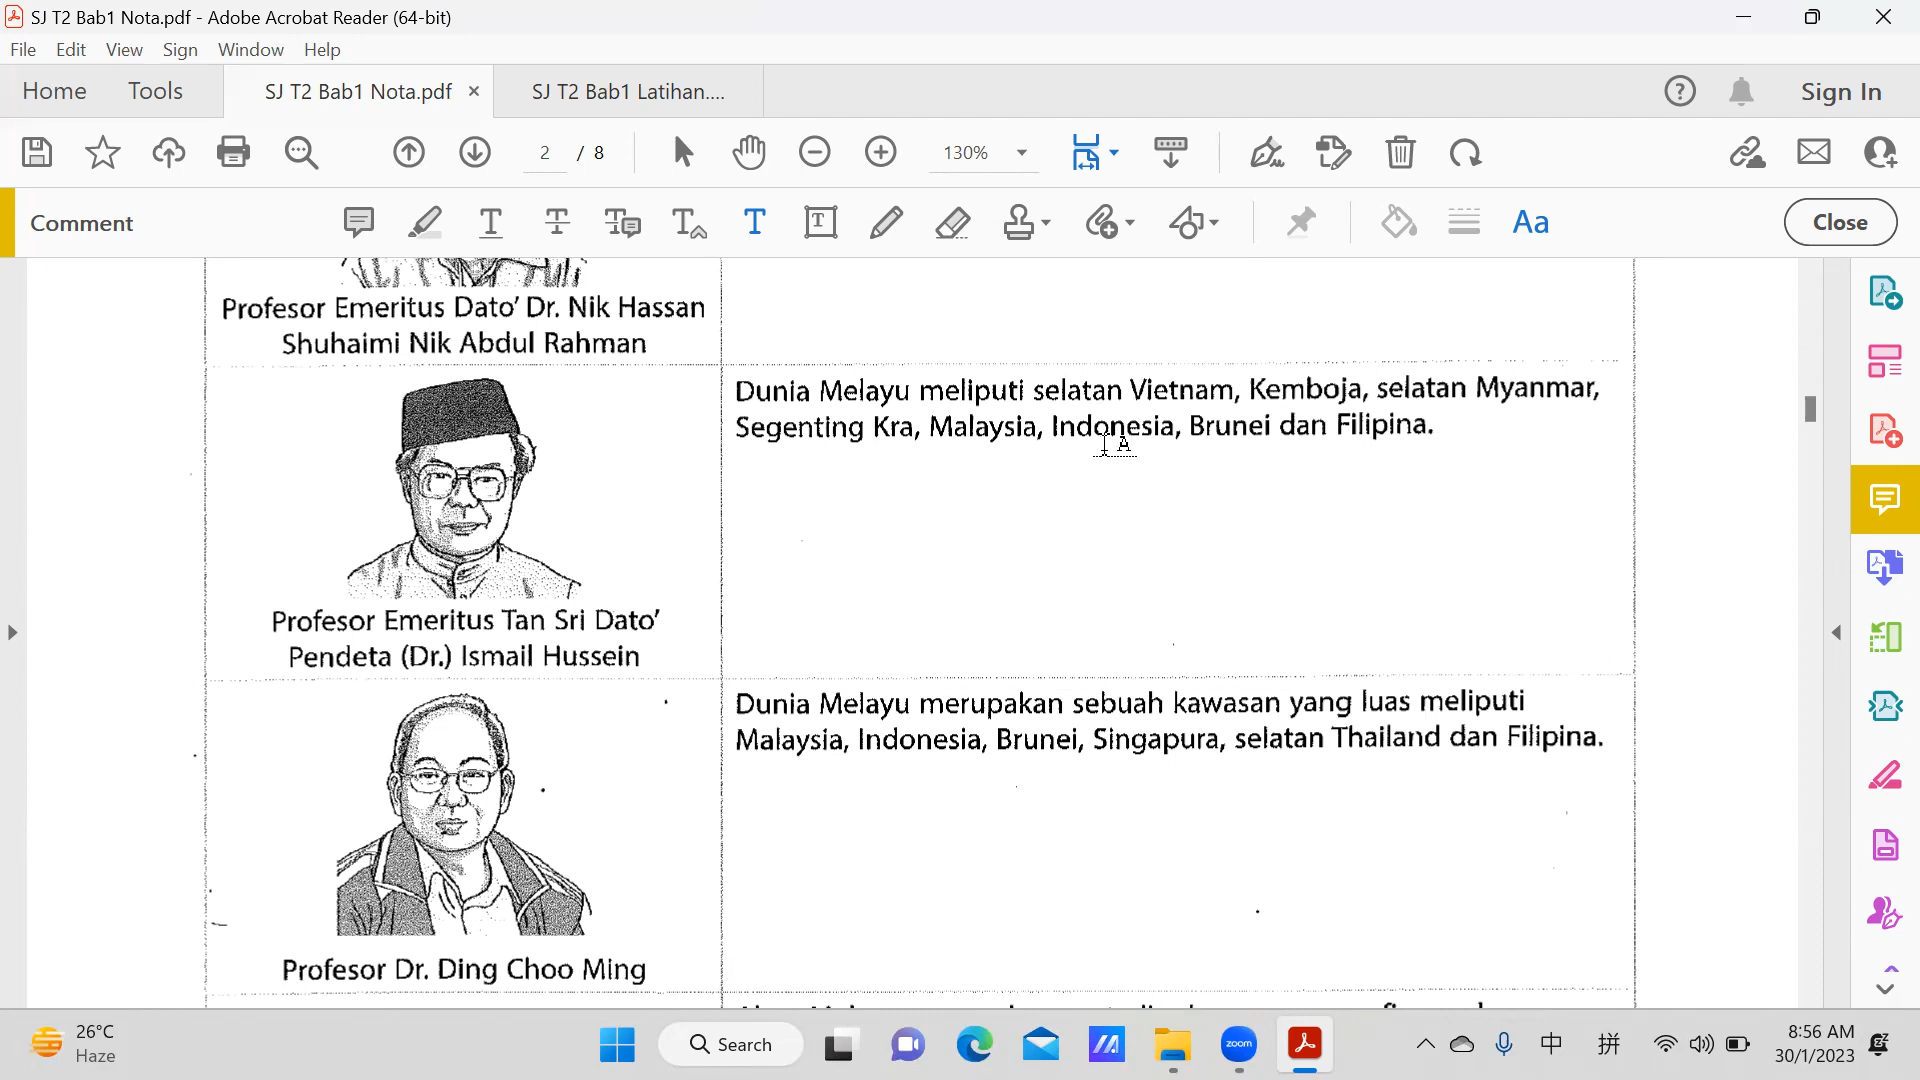 SJ T2 Bab1 Nota.pdf - Adobe Acrobat Reader (64-bit)
File Edit View Sign Window Help
Home Tools SJ T2 Bab1 Nota.pdf × SJ T2 Bab1 Latihan.... Sign In
2 / 8 130%
Comment Aa Close
Profesor Emeritus Dato’ Dr. Nik Hassan
Shuhaimi Nik Abdul Rahman
Dunia Melayu meliputi selatan Vietnam, Kemboja, selatan Myanmar,
Segenting Kra, Malaysia, Indonesia, Brunei dan Filipina.
Profesor Emeritus Tan Sri Dato’
Pendeta (Dr.) Ismail Hussein
Dunia Melayu merupakan sebuah kawasan yang luas meliputi
Malaysia, Indonesia, Brunei, Singapura, selatan Thailand dan Filipina.
Profesor Dr. Ding Choo Ming
26°C
Haze
Search
zoom
中 拼
8:56 AM
30/1/2023